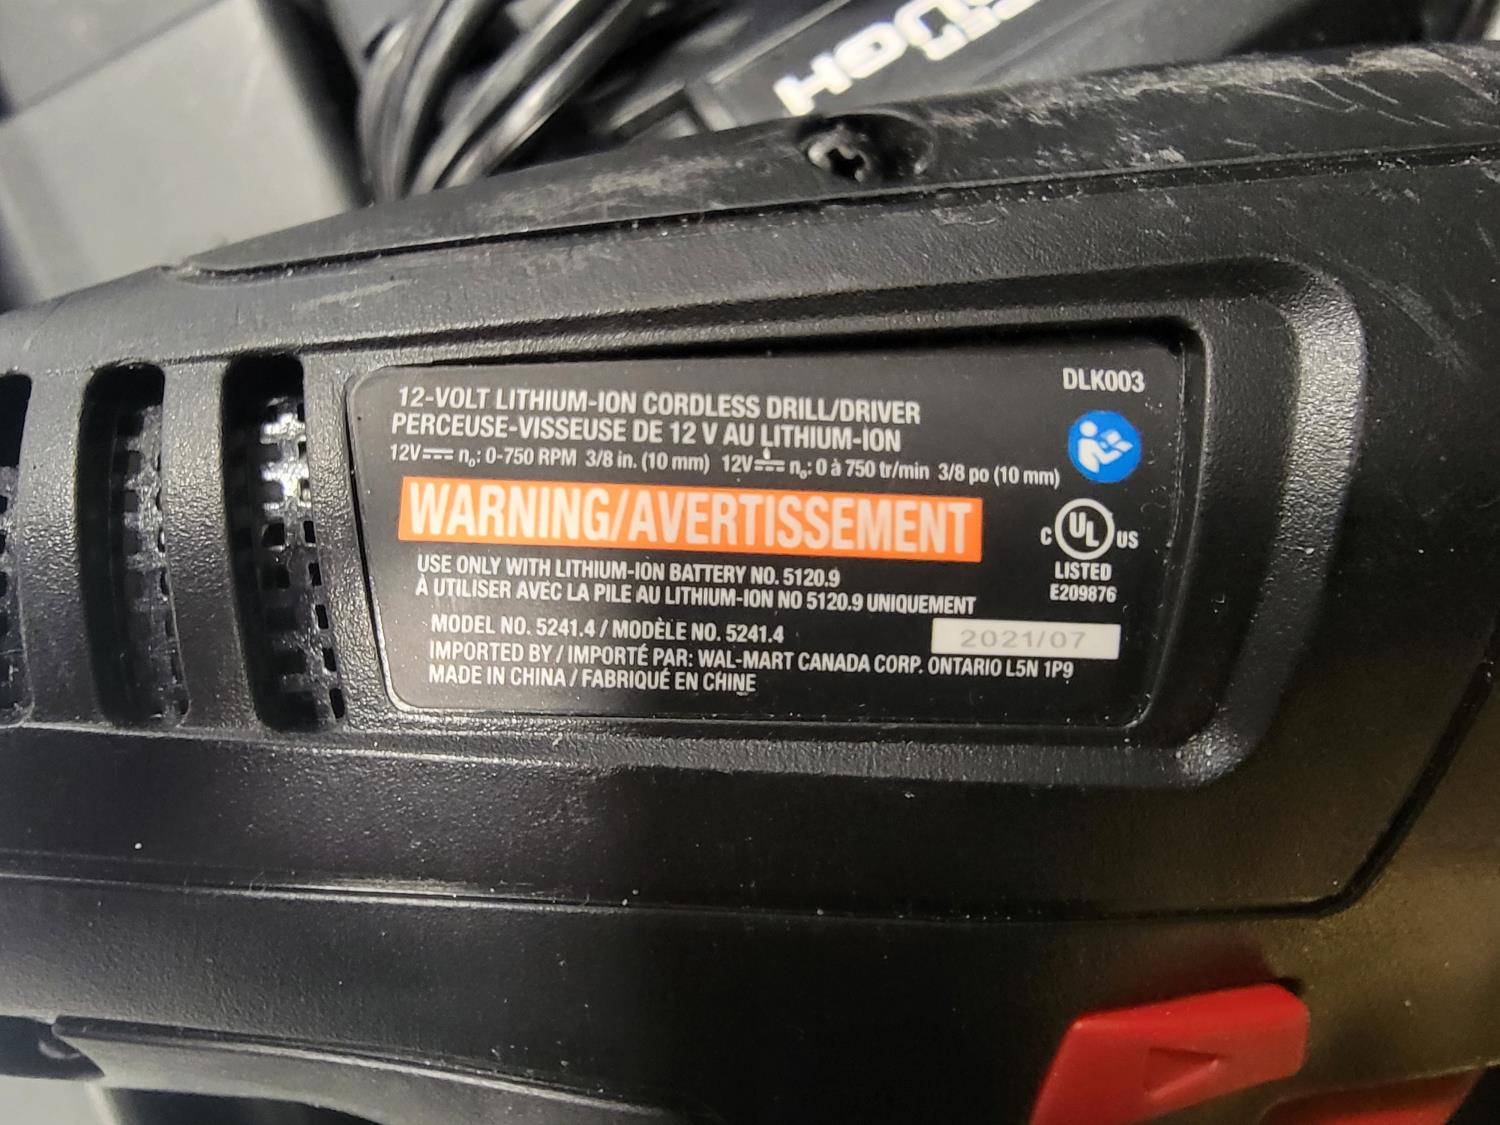 12-VOLT LITHIUM-ION CORDLESS DRILL/DRIVER
PERCEUSE-VISSEUSE DE 12 V AU LITHIUM-ION
12V⎓ n₀: 0-750 RPM 3/8 in. (10 mm) 12V⎓ n₀: 0 à 750 tr/min 3/8 po (10 mm)
DLK003
WARNING/AVERTISSEMENT
C UL US
LISTED
E209876
USE ONLY WITH LITHIUM-ION BATTERY NO. 5120.9
À UTILISER AVEC LA PILE AU LITHIUM-ION NO 5120.9 UNIQUEMENT
MODEL NO. 5241.4 / MODÈLE NO. 5241.4
2021/07
IMPORTED BY / IMPORTÉ PAR: WAL-MART CANADA CORP. ONTARIO L5N 1P9
MADE IN CHINA / FABRIQUÉ EN CHINE